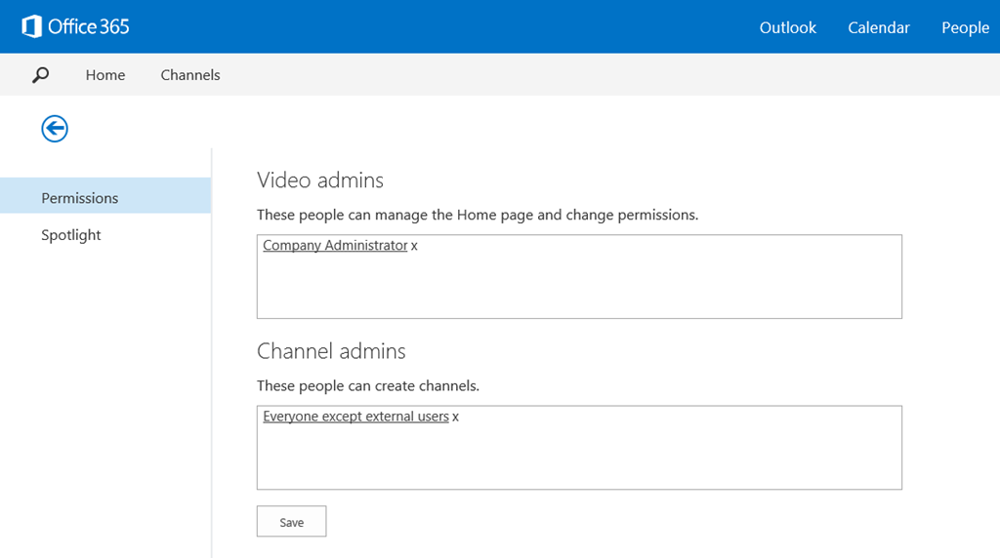 Office 365
Outlook Calendar People
Home Channels
Permissions
Spotlight
Video admins
These people can manage the Home page and change permissions.
Company Administrator x
Channel admins
These people can create channels.
Everyone except external users x
Save